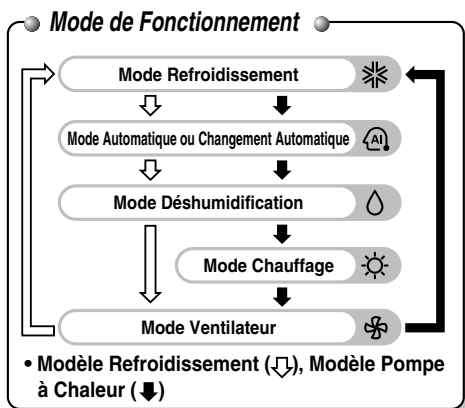 Mode de Fonctionnement
Mode Refroidissement
Mode Automatique ou Changement Automatique
AI
Mode Déshumidification
Mode Chauffage
Mode Ventilateur
• Modèle Refroidissement (⇩), Modèle Pompe
à Chaleur (🡇)